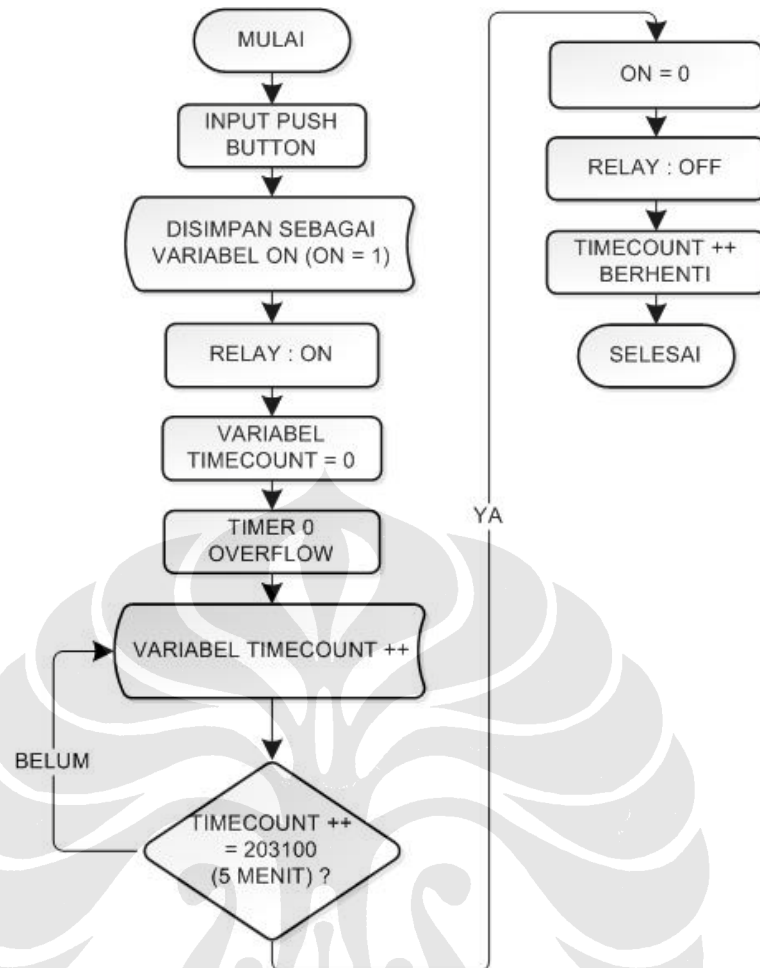 MULAI
INPUT PUSH
BUTTON
DISIMPAN SEBAGAI
VARIABEL ON (ON = 1)
RELAY : ON
VARIABEL
TIMECOUNT = 0
TIMER 0
OVERFLOW
VARIABEL TIMECOUNT ++
BELUM
TIMECOUNT ++
= 203100
(5 MENIT) ?
YA
ON = 0
RELAY : OFF
TIMECOUNT ++
BERHENTI
SELESAI